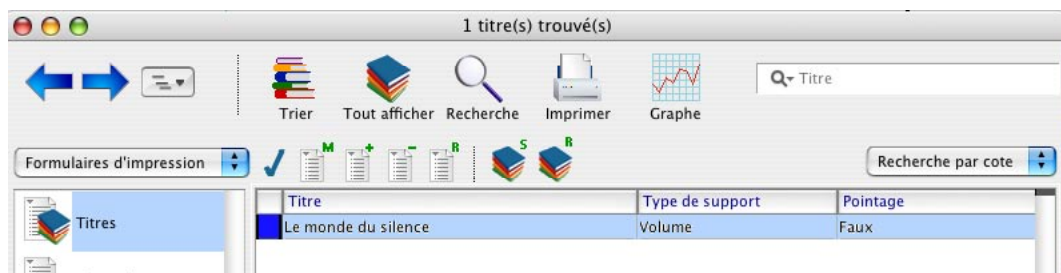 1 titre(s) trouvé(s)
Titre
Trier Tout afficher Recherche Imprimer Graphe
Formulaires d'impression M + - R S R Recherche par cote
Titre Type de support Pointage
Titres
Le monde du silence Volume Faux